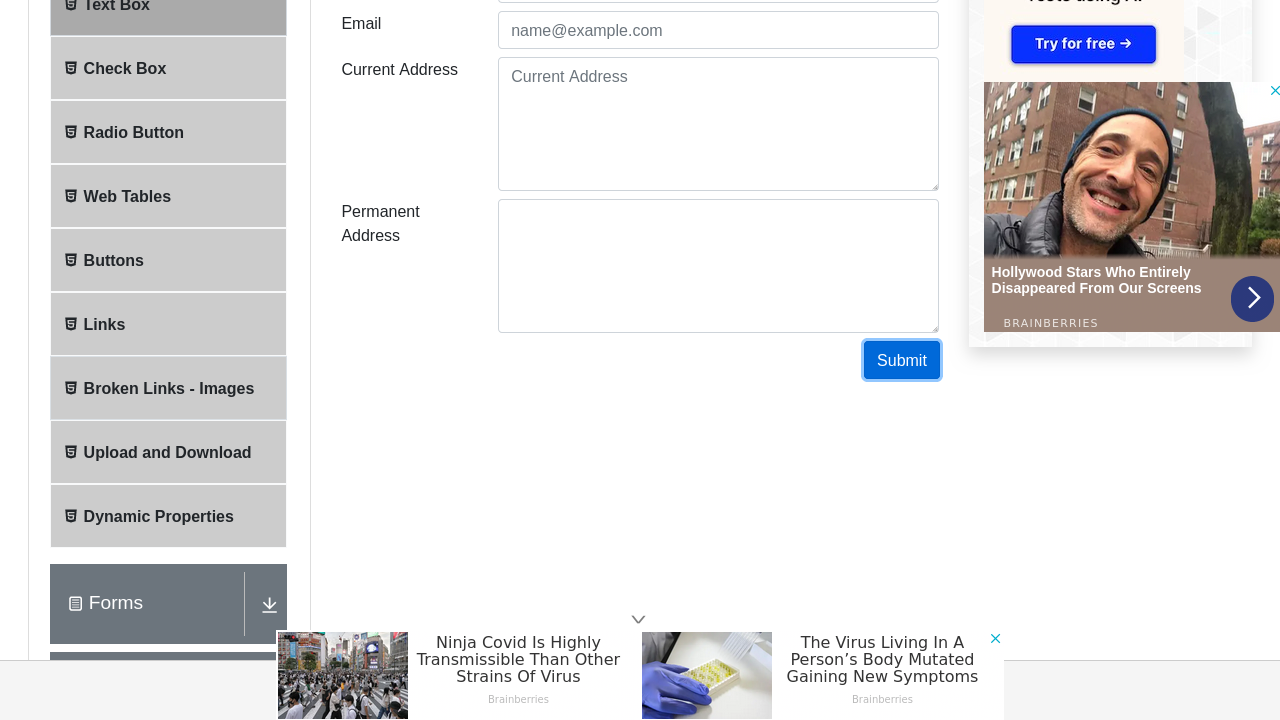 Text Box
Check Box
Radio Button
Web Tables
Buttons
Links
Broken Links - Images
Upload and Download
Dynamic Properties
Forms
Email
name@example.com
Current Address
Current Address
Permanent
Address
Submit
Try for free →
Hollywood Stars Who Entirely
Disappeared From Our Screens
BRAINBERRIES
Ninja Covid Is Highly
Transmissible Than Other
Strains Of Virus
Brainberries
The Virus Living In A
Person’s Body Mutated
Gaining New Symptoms
Brainberries